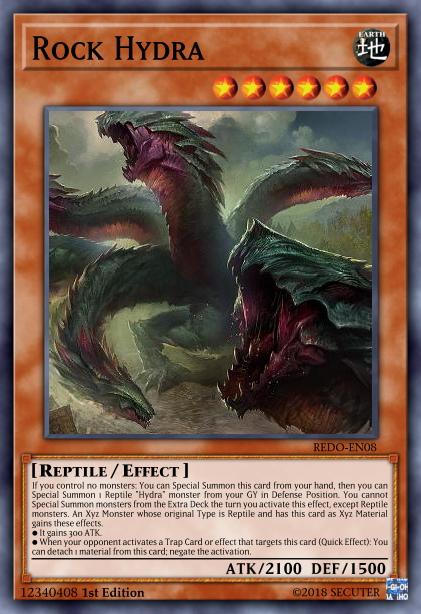 Rock Hydra
EARTH
地
REDO-EN08
[ Reptile / Effect ]
If you control no monsters: You can Special Summon this card from your hand, then you can
Special Summon 1 Reptile "Hydra" monster from your GY in Defense Position. You cannot
Special Summon monsters from the Extra Deck the turn you activate this effect, except Reptile
monsters. An Xyz Monster whose original Type is Reptile and has this card as Xyz Material
gains these effects.
● It gains 300 ATK.
● When your opponent activates a Trap Card or effect that targets this card (Quick Effect): You
can detach 1 material from this card; negate the activation.
ATK/2100 DEF/1500
12340408 1st Edition ©2018 SECUTER